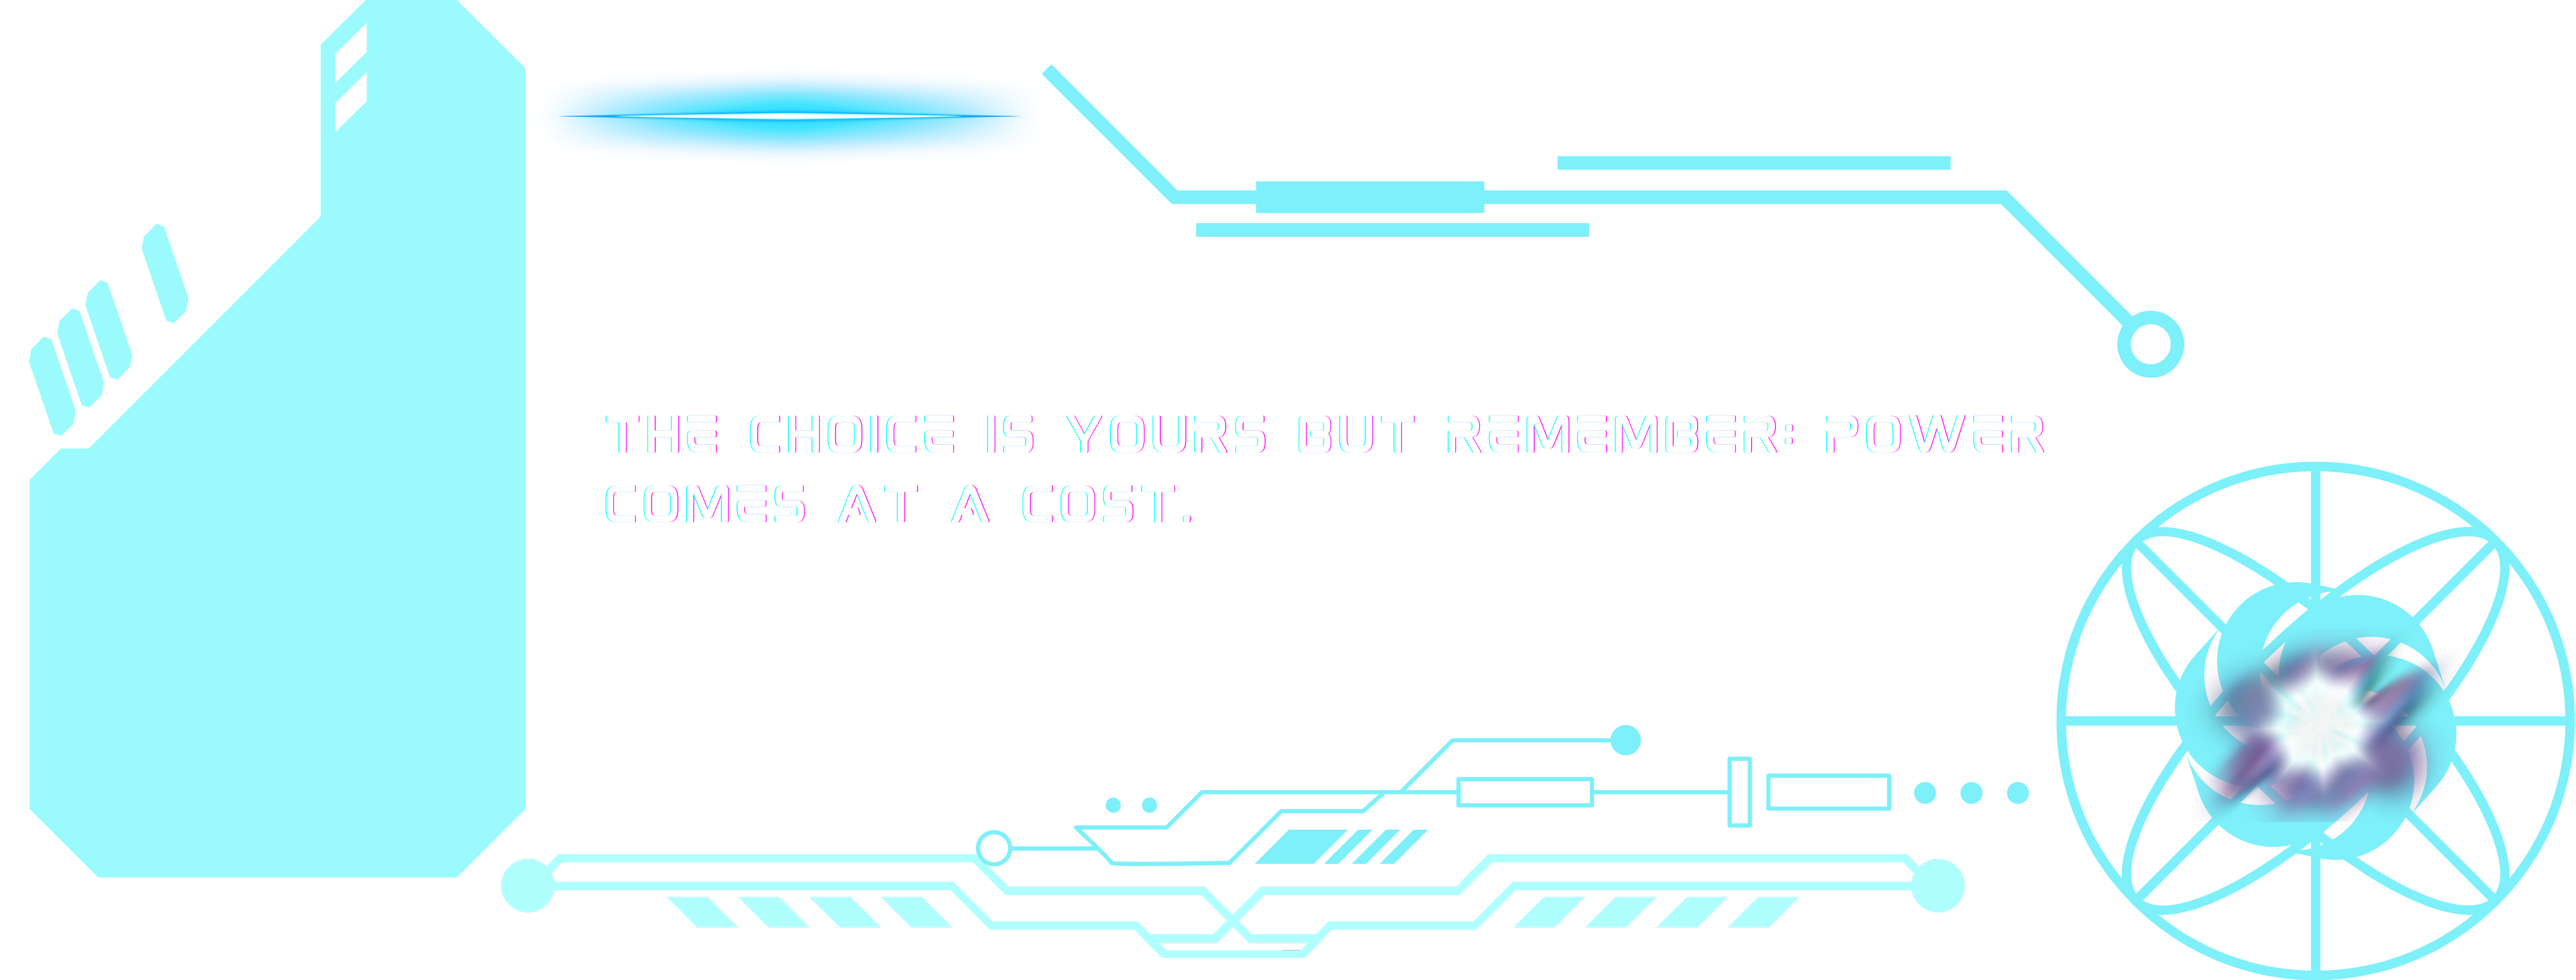 THE CHOICE IS YOURS BUT REMEMBER: POWER
COMES AT A COST.